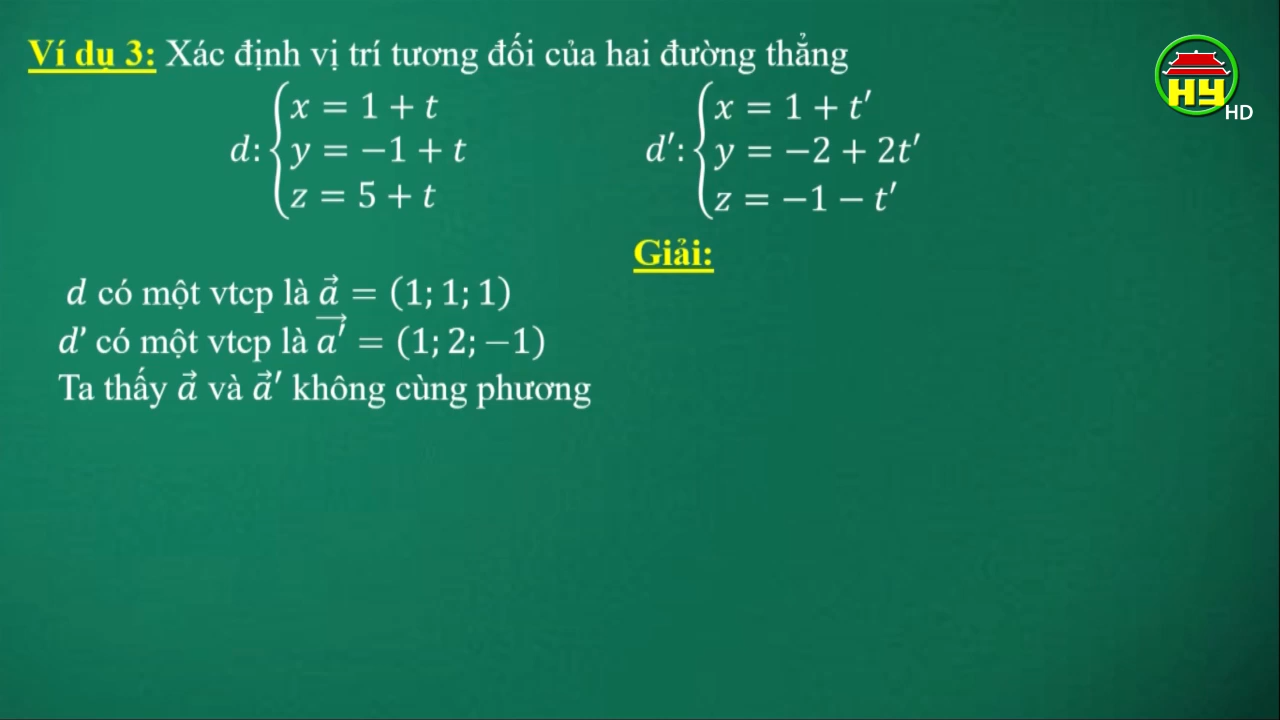 Ví dụ 3: Xác định vị trí tương đối của hai đường thẳng
d: { x = 1 + t
y = −1 + t
z = 5 + t
d′: { x = 1 + t′
y = −2 + 2t′
z = −1 − t′
HY
HD
Giải:
d có một vtcp là a⃗ = (1; 1; 1)
d' có một vtcp là a′⃗ = (1; 2; −1)
Ta thấy a⃗ và a⃗′ không cùng phương